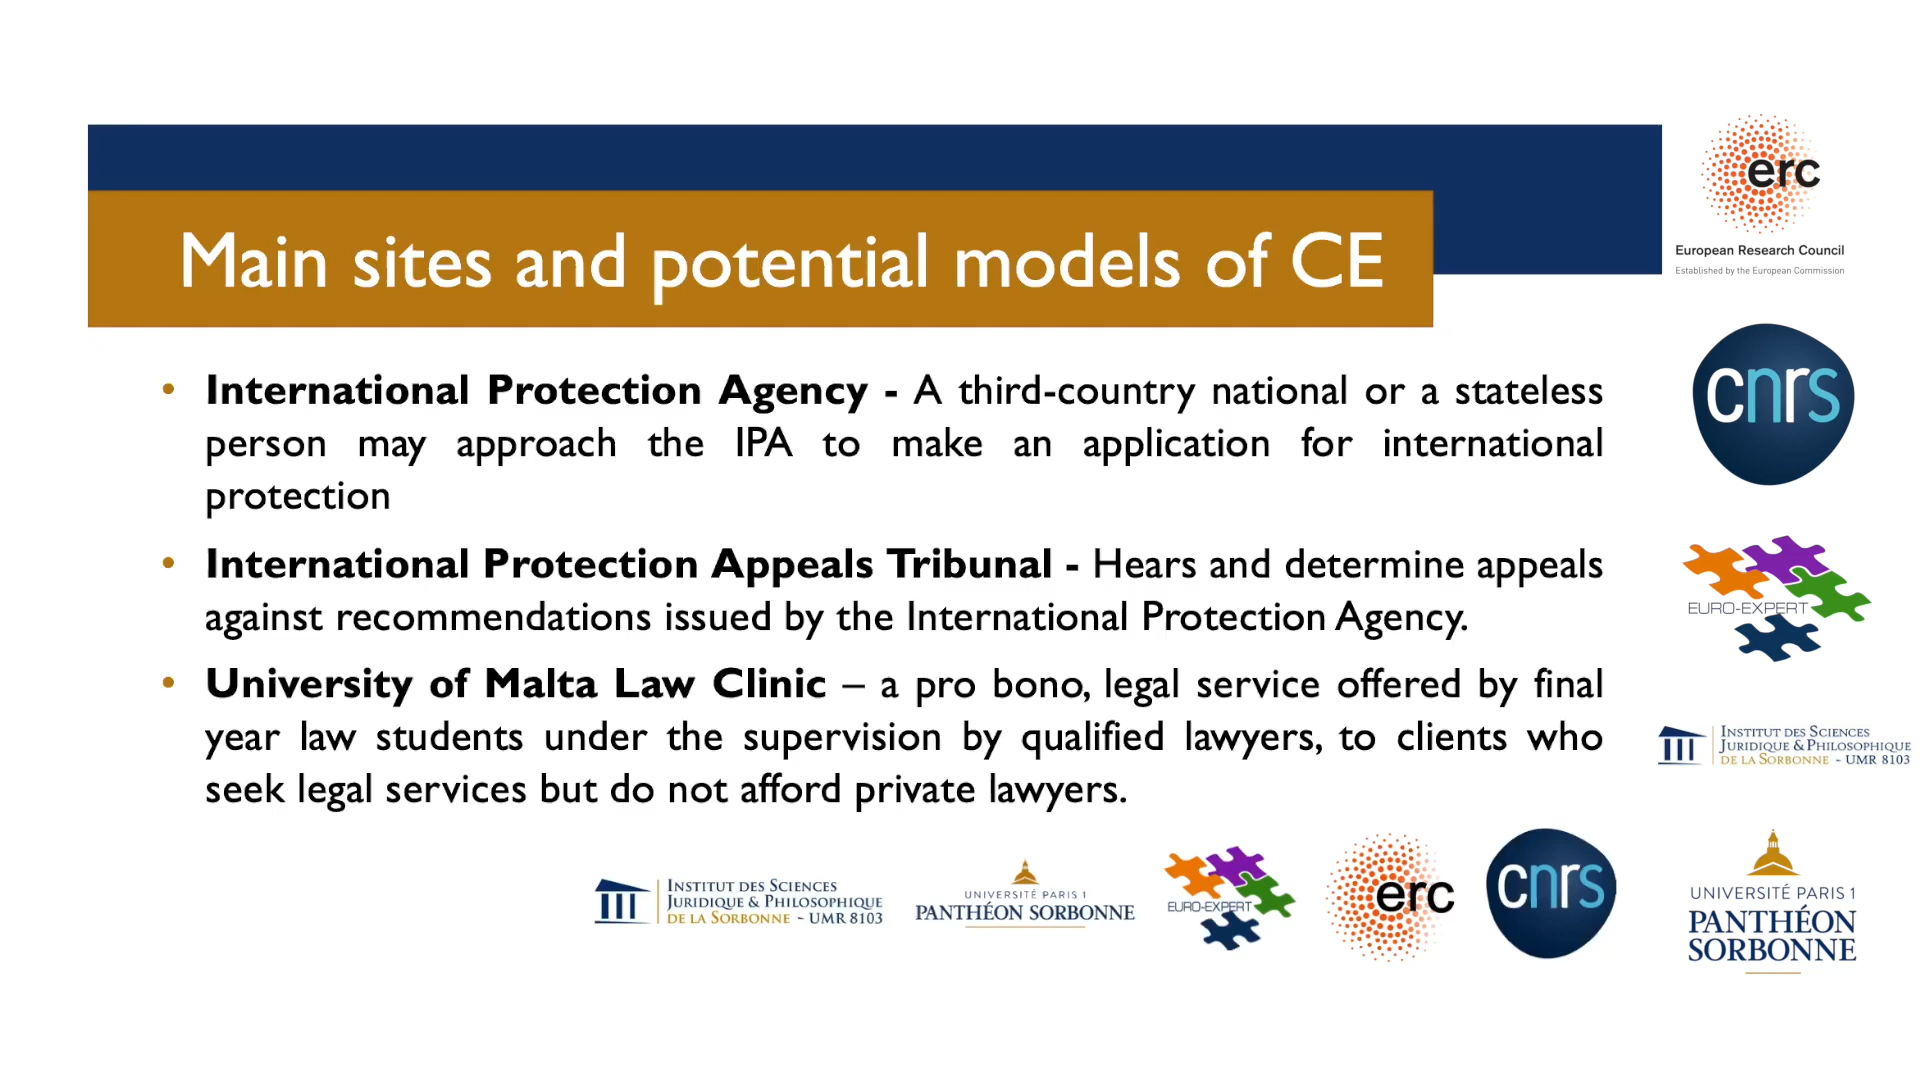 Main sites and potential models of CE
• International Protection Agency - A third-country national or a stateless
person may approach the IPA to make an application for international
protection
• International Protection Appeals Tribunal - Hears and determine appeals
against recommendations issued by the International Protection Agency.
• University of Malta Law Clinic – a pro bono, legal service offered by final
year law students under the supervision by qualified lawyers, to clients who
seek legal services but do not afford private lawyers.
erc
European Research Council
Established by the European Commission
cnrs
EURO-EXPERT
INSTITUT DES SCIENCES
JURIDIQUE & PHILOSOPHIQUE
DE LA SORBONNE - UMR 8103
INSTITUT DES SCIENCES
JURIDIQUE & PHILOSOPHIQUE
DE LA SORBONNE ~ UMR 8103
UNIVERSITÉ PARIS 1
PANTHÉON SORBONNE
EURO-EXPERT
erc
cnrs
UNIVERSITÉ PARIS 1
PANTHÉON
SORBONNE